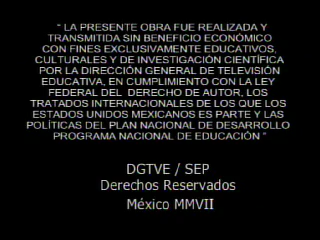 " LA PRESENTE OBRA FUE REALIZADA Y
TRANSMITIDA SIN BENEFICIO ECONÓMICO
CON FINES EXCLUSIVAMENTE EDUCATIVOS,
CULTURALES Y DE INVESTIGACIÓN CIENTÍFICA
POR LA DIRECCIÓN GENERAL DE TELEVISIÓN
EDUCATIVA, EN CUMPLIMIENTO CON LA LEY
FEDERAL DEL DERECHO DE AUTOR, LOS
TRATADOS INTERNACIONALES DE LOS QUE LOS
ESTADOS UNIDOS MEXICANOS ES PARTE Y LAS
POLÍTICAS DEL PLAN NACIONAL DE DESARROLLO
PROGRAMA NACIONAL DE EDUCACIÓN "
DGTVE / SEP
Derechos Reservados
México MMVII